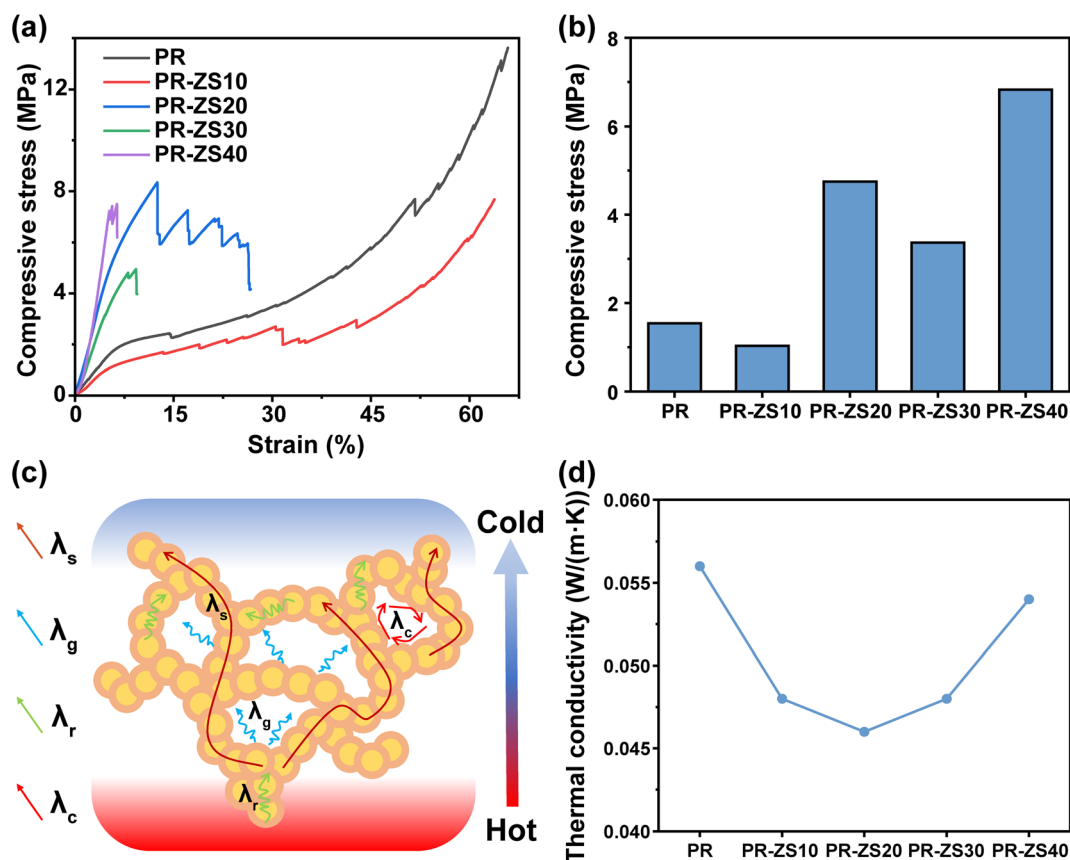 (a)
Compressive stress (MPa)
12
8
4
0
PR
PR-ZS10
PR-ZS20
PR-ZS30
PR-ZS40
0 15 30 45 60
Strain (%)
(b)
Compressive stress (MPa)
8
6
4
2
0
PR PR-ZS10 PR-ZS20 PR-ZS30 PR-ZS40
(c)
λs
λg
λr
λc
λs
λc
λg
λr
Cold
Hot
(d)
Thermal conductivity (W/(m·K))
0.060
0.055
0.050
0.045
0.040
PR PR-ZS10 PR-ZS20 PR-ZS30 PR-ZS40